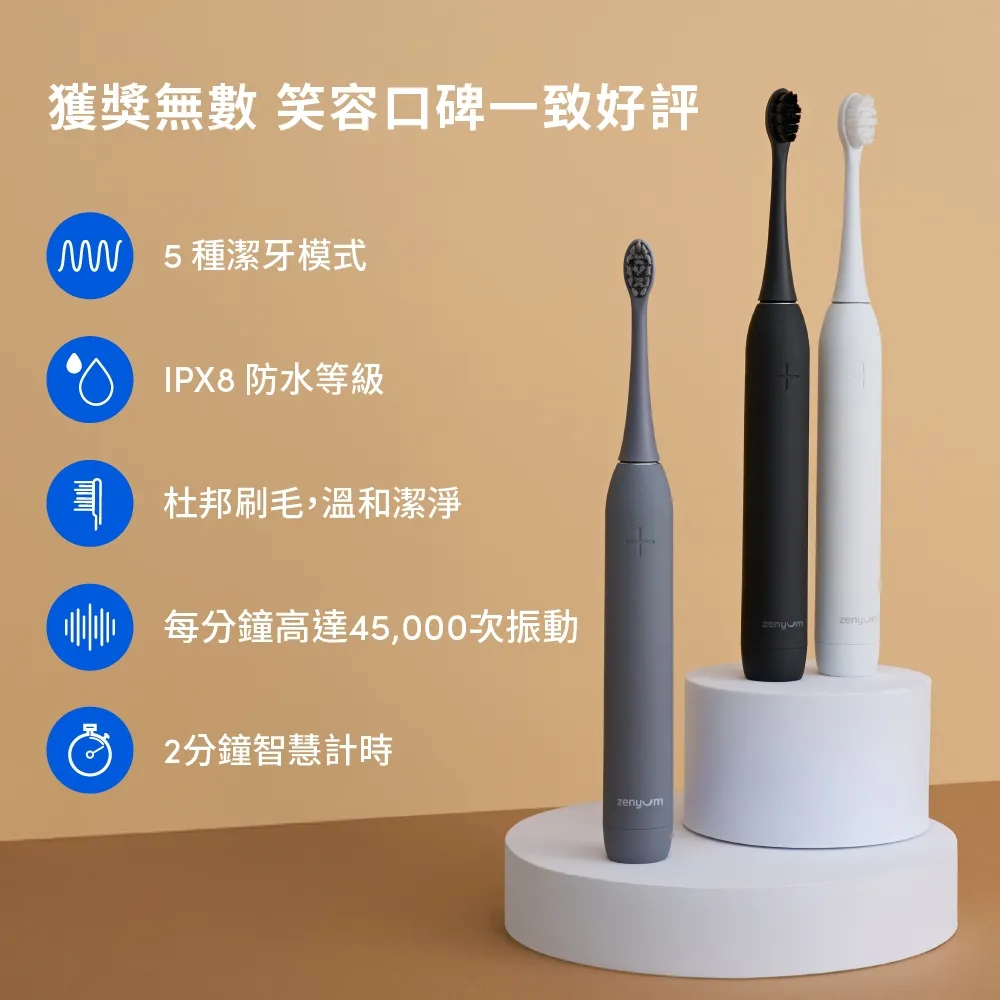 獲獎無數 笑容口碑一致好評
5 種潔牙模式
IPX8 防水等級
杜邦刷毛，溫和潔淨
每分鐘高達45,000次振動
2分鐘智慧計時
zenyum
zenyum
zenyum